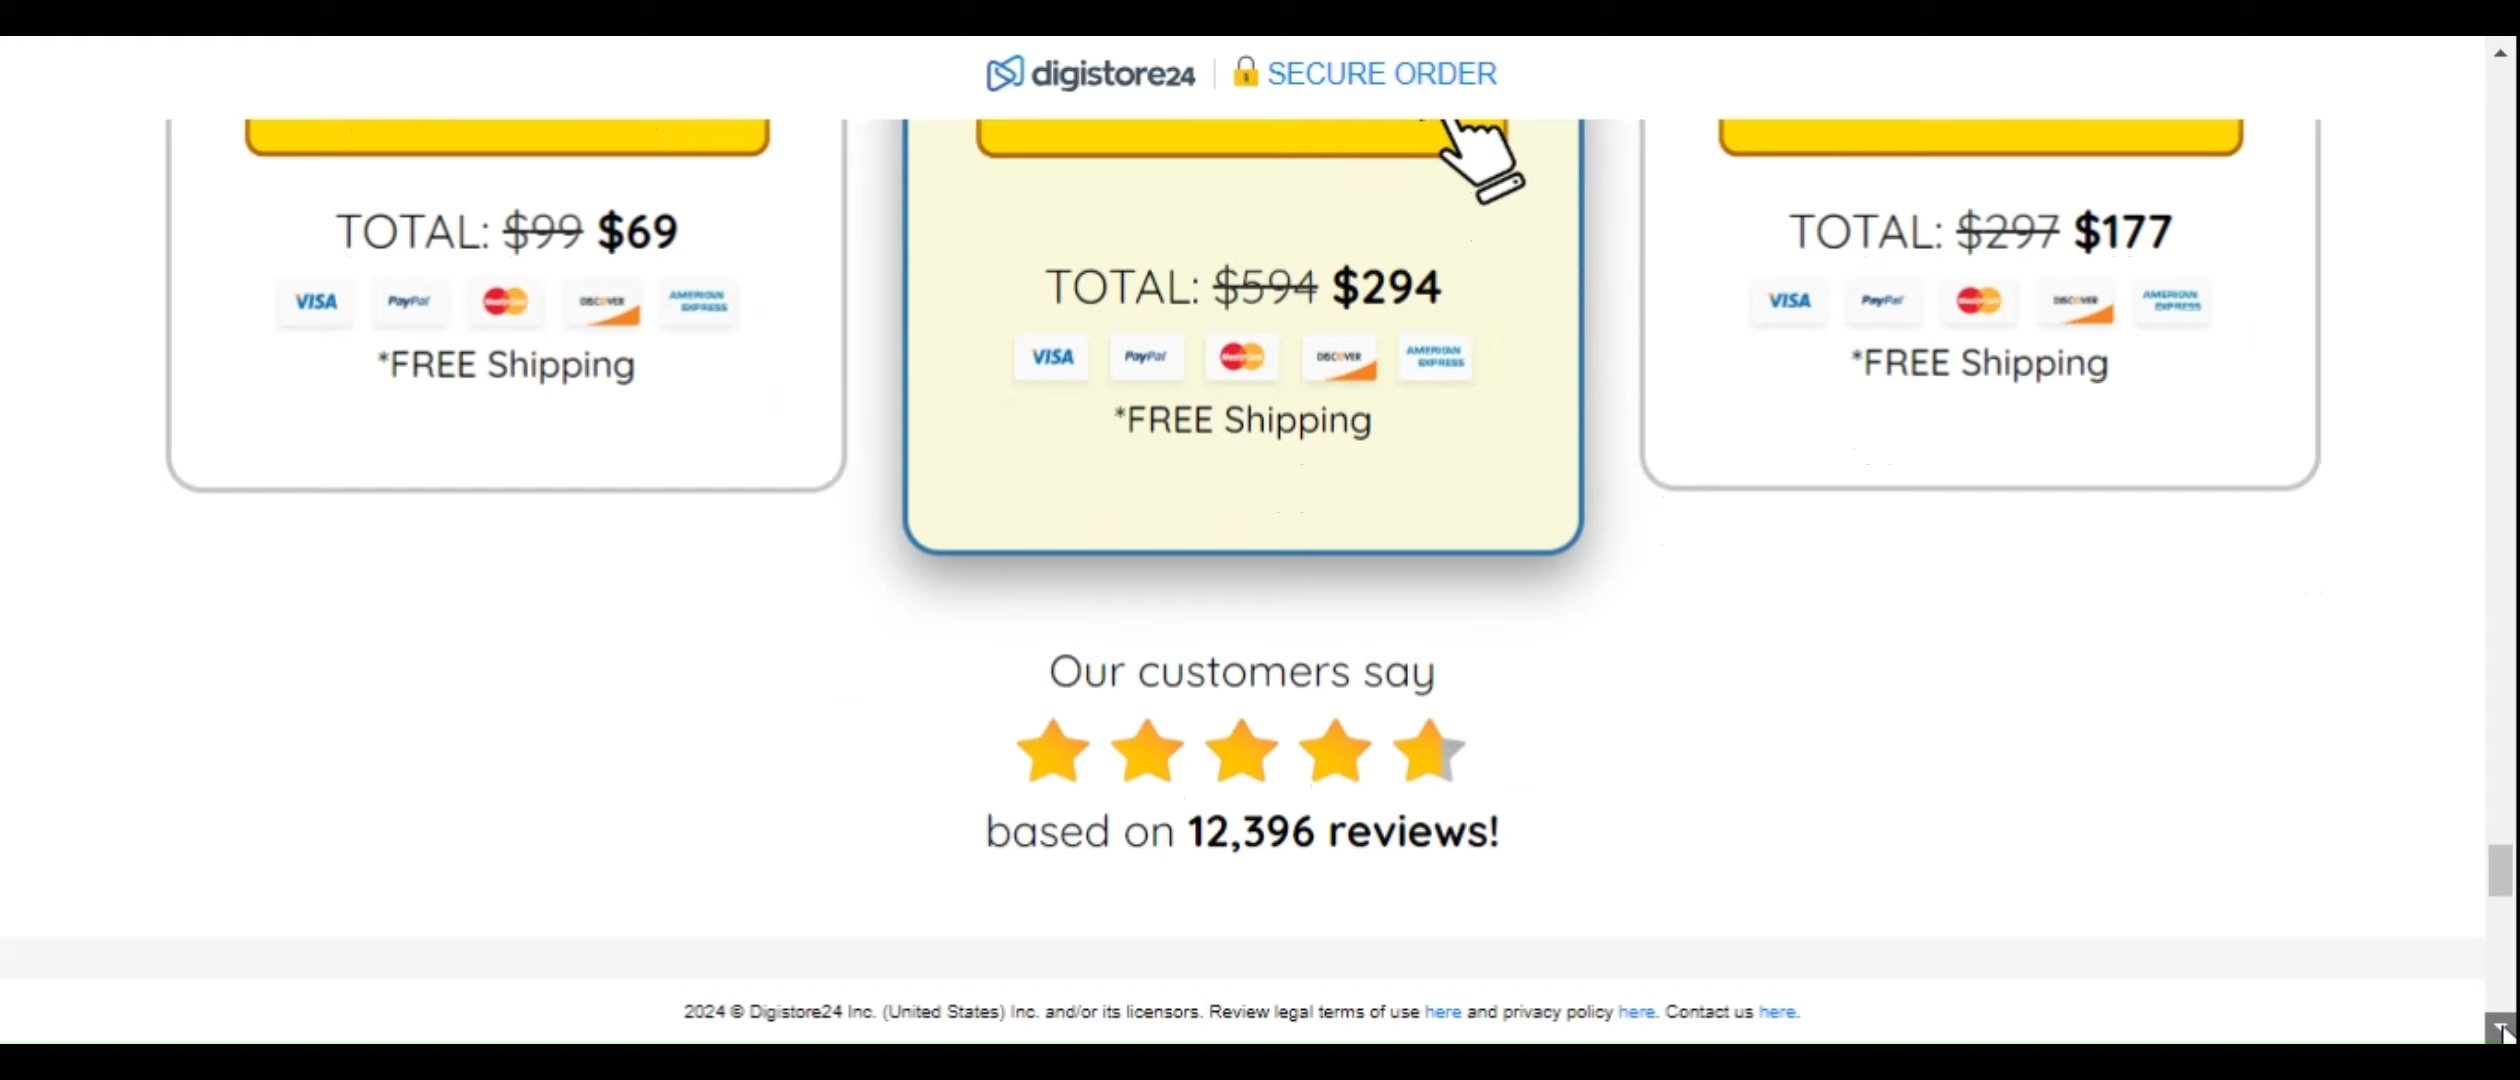 digistore24 SECURE ORDER
TOTAL: $99 $69
VISA PayPal MasterCard DISCOVER AMERICAN EXPRESS
*FREE Shipping
TOTAL: $594 $294
VISA PayPal MasterCard DISCOVER AMERICAN EXPRESS
*FREE Shipping
TOTAL: $297 $177
VISA PayPal MasterCard DISCOVER AMERICAN EXPRESS
*FREE Shipping
Our customers say
based on 12,396 reviews!
2024 © Digistore24 Inc. (United States) Inc. and/or its licensors. Review legal terms of use here and privacy policy here. Contact us here.